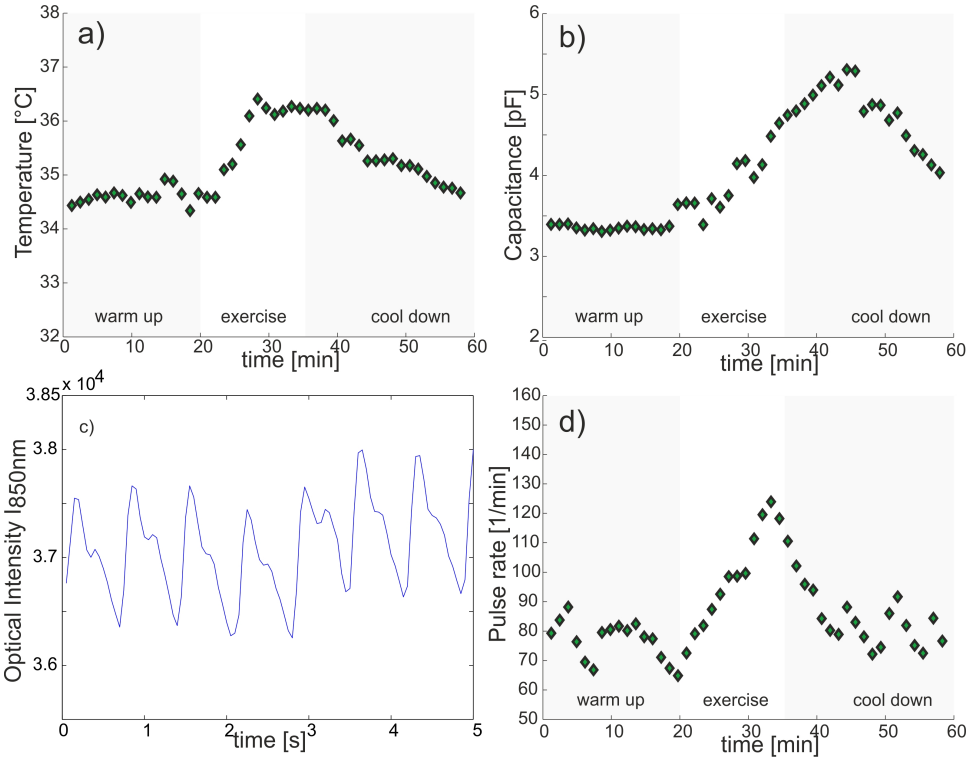 a)
Temperature [°C]
38
37
36
35
34
33
32
warm up exercise cool down
0 10 20 30 40 50 60
time [min]
b)
Capacitance [pF]
6
5
4
3
2
warm up exercise cool down
0 10 20 30 40 50 60
time [min]
c)
Optical Intensity I850nm
3.85 x 10^4
3.8
3.7
3.6
0 1 2 3 4 5
time [s]
d)
Pulse rate [1/min]
160
150
140
130
120
110
100
90
80
70
60
50
warm up exercise cool down
0 10 20 30 40 50 60
time [min]